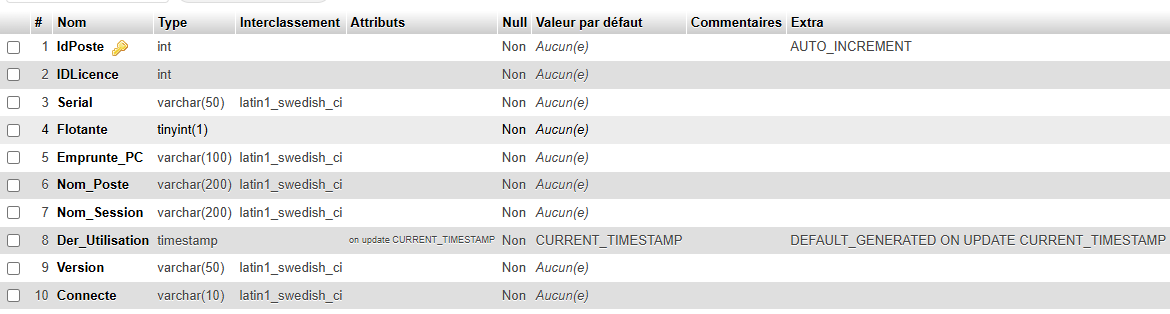 # Nom Type Interclassement Attributs Null Valeur par défaut Commentaires Extra
1 IdPoste int Non Aucun(e) AUTO_INCREMENT
2 IDLicence int Non Aucun(e)
3 Serial varchar(50) latin1_swedish_ci Non Aucun(e)
4 Flotante tinyint(1) Non Aucun(e)
5 Emprunte_PC varchar(100) latin1_swedish_ci Non Aucun(e)
6 Nom_Poste varchar(200) latin1_swedish_ci Non Aucun(e)
7 Nom_Session varchar(200) latin1_swedish_ci Non Aucun(e)
8 Der_Utilisation timestamp on update CURRENT_TIMESTAMP Non CURRENT_TIMESTAMP DEFAULT_GENERATED ON UPDATE CURRENT_TIMESTAMP
9 Version varchar(50) latin1_swedish_ci Non Aucun(e)
10 Connecte varchar(10) latin1_swedish_ci Non Aucun(e)